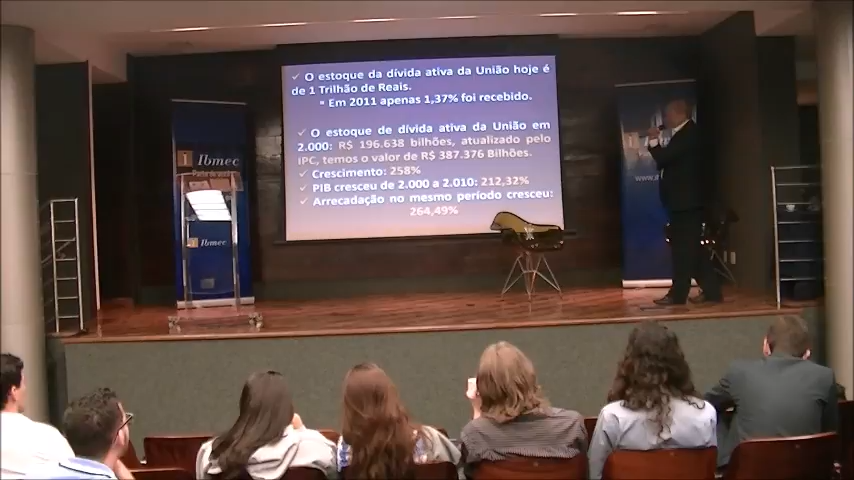 ✓ O estoque da dívida ativa da União hoje é
de 1 Trilhão de Reais.
▪ Em 2011 apenas 1,37% foi recebido.
✓ O estoque de dívida ativa da União em
2.000: R$ 196.638 bilhões, atualizado pelo
IPC, temos o valor de R$ 387.376 Bilhões.
✓ Crescimento: 258%
✓ PIB cresceu de 2.000 a 2.010: 212,32%
✓ Arrecadação no mesmo período cresceu:
264,49%
Ibmec
Ibmec